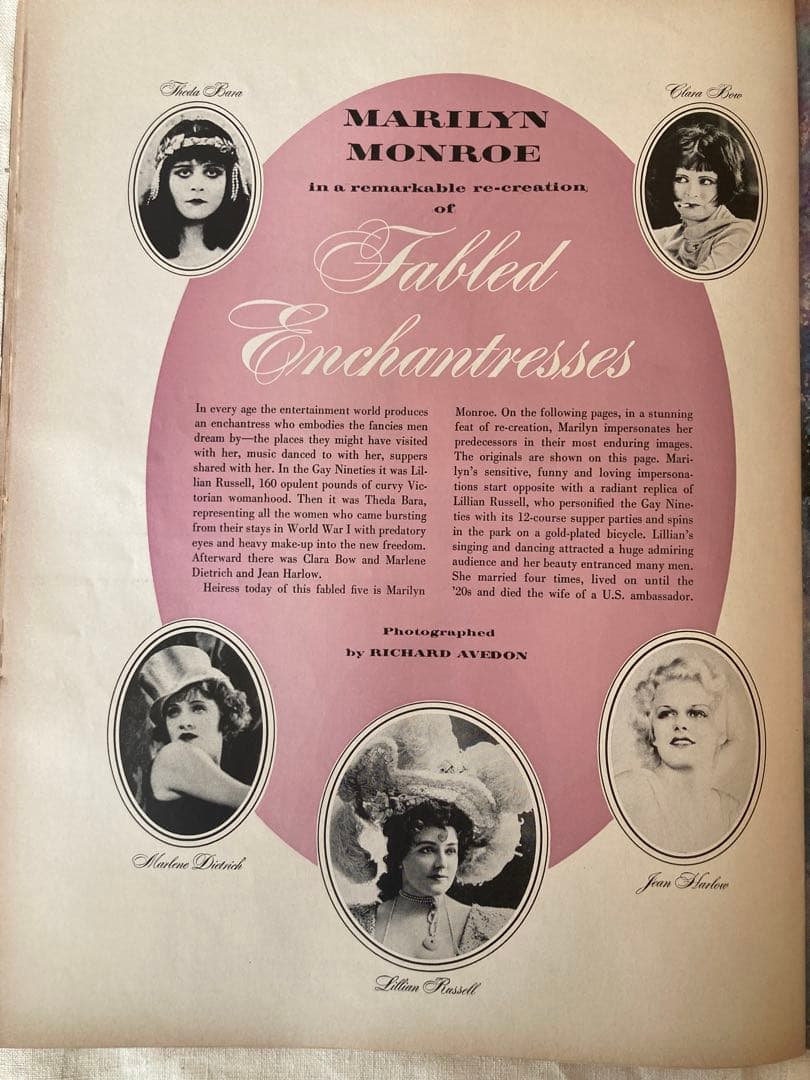 Theda Bara
Clara Bow
MARILYN
MONROE
in a remarkable re-creation
of
Fabled
Enchantresses
In every age the entertainment world produces
an enchantress who embodies the fancies men
dream by—the places they might have visited
with her, music danced to with her, suppers
shared with her. In the Gay Nineties it was Lil-
lian Russell, 160 opulent pounds of curvy Vic-
torian womanhood. Then it was Theda Bara,
representing all the women who came bursting
from their stays in World War I with predatory
eyes and heavy make-up into the new freedom.
Afterward there was Clara Bow and Marlene
Dietrich and Jean Harlow.
Heiress today of this fabled five is Marilyn
Monroe. On the following pages, in a stunning
feat of re-creation, Marilyn impersonates her
predecessors in their most enduring images.
The originals are shown on this page. Mari-
lyn's sensitive, funny and loving impersona-
tions start opposite with a radiant replica of
Lillian Russell, who personified the Gay Nine-
ties with its 12-course supper parties and spins
in the park on a gold-plated bicycle. Lillian's
singing and dancing attracted a huge admiring
audience and her beauty entranced many men.
She married four times, lived on until the
'20s and died the wife of a U.S. ambassador.
Photographed
by RICHARD AVEDON
Marlene Dietrich
Jean Harlow
Lillian Russell